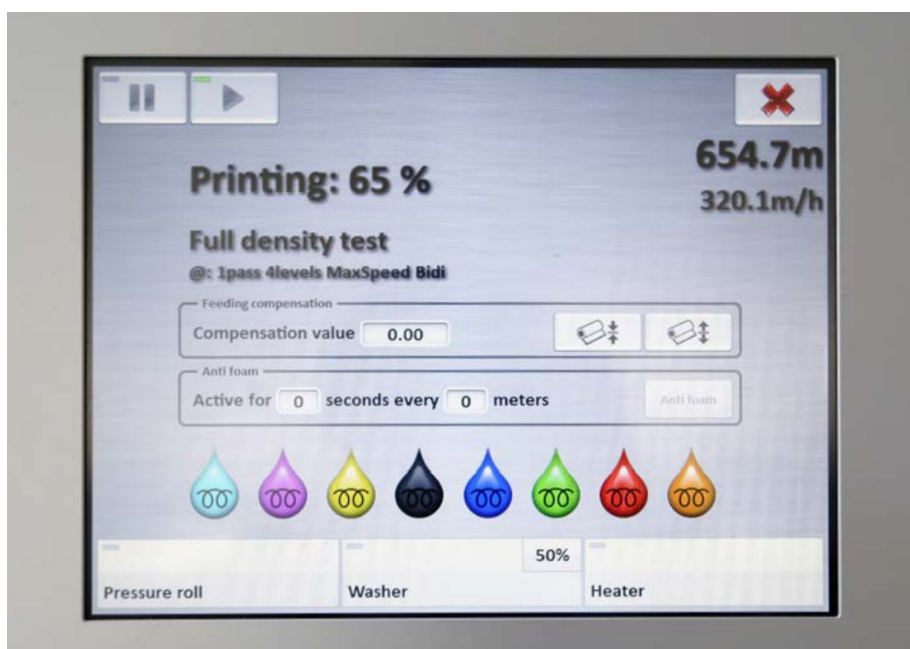 654.7m
Printing: 65 %
320.1m/h
Full density test
@: 1pass 4levels MaxSpeed Bidi
Feeding compensation
Compensation value 0.00
Anti foam
Active for 0 seconds every 0 meters Anti foam
50%
Pressure roll Washer Heater